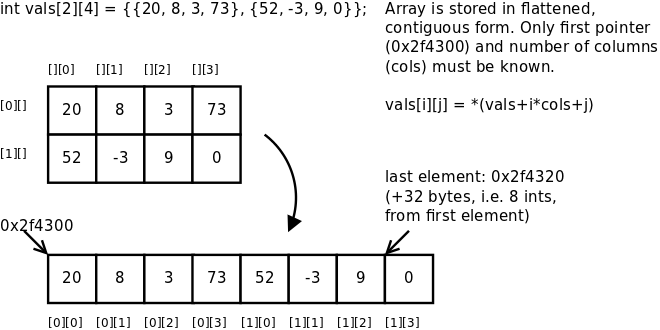 int vals[2][4] = {{20, 8, 3, 73}, {52, -3, 9, 0}};
Array is stored in flattened,
contiguous form. Only first pointer
(0x2f4300) and number of columns
(cols) must be known.
vals[i][j] = *(vals+i*cols+j)
[][0] [][1] [][2] [][3]
[0][] 20 8 3 73
[1][] 52 -3 9 0
last element: 0x2f4320
(+32 bytes, i.e. 8 ints,
from first element)
0x2f4300
20 8 3 73 52 -3 9 0
[0][0] [0][1] [0][2] [0][3] [1][0] [1][1] [1][2] [1][3]